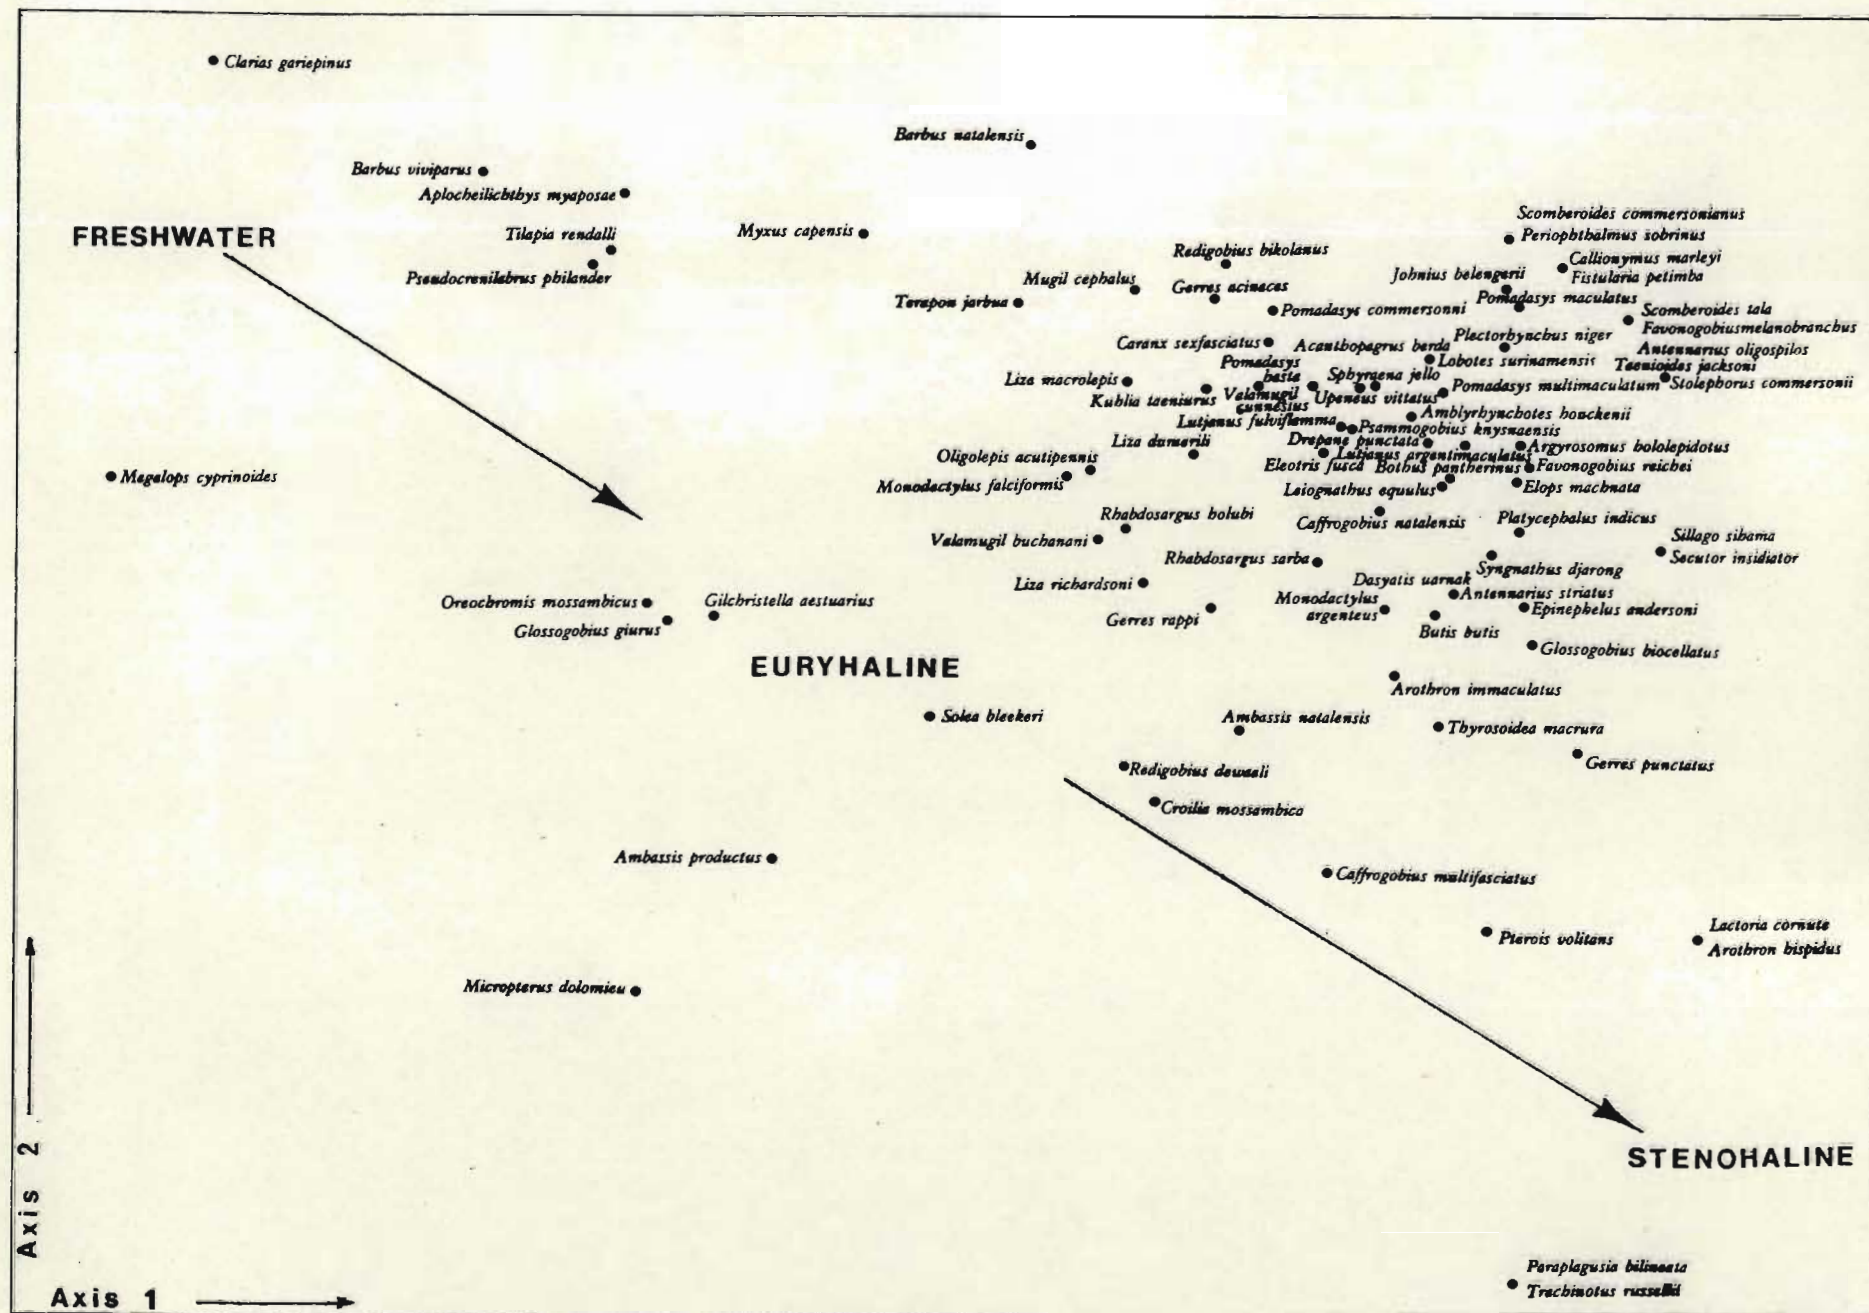 Clarias gariepinus
Barbus natalensis
Barbus viviparus
Aplocheilichthys myaposae
FRESHWATER
Tilapia rendalli
Pseudocrenilabrus philander
Myxus capensis
Scomberoides commersonianus
Periophthalmus sobrinus
Redigobius bikolanus
Callionymus marleyi
Fistularia petimba
Johnius belengerii
Mugil cephalus
Gerres acinaces
Terapon jarbua
Pomadasys maculatus
Pomadasys commersonni
Scomberoides tala
Favonogobiusmelanobranchus
Plectorhynchus niger
Caranx sexfasciatus
Acanthopagrus berda
Antennarius oligospilos
Lobotes surinamensis
Taenioides jacksoni
Pomadasys
Sphyraena jello
Liza macrolepis
Pomadasys multimaculatum
Stolephorus commersonii
Kuhlia taeniurus
Valamugil
cunnesius
Upeneus vittatus
Amblyrhynchotes honckenii
Lutjanus fulviflamma
Psammogobius knysnaensis
Liza dumerili
Drepane punctata
Lutjanus argentimaculatus
Argyrosomus hololepidotus
Oligolepis acutipennis
Eleotris fusca
Bothus pantherinus
Favonogobius reichei
Megalops cyprinoides
Monodactylus falciformis
Leiognathus equulus
Elops machnata
Rhabdosargus holubi
Caffrogobius natalensis
Platycephalus indicus
Valamugil buchanani
Sillago sihama
Secutor insidiator
Rhabdosargus sarba
Syngnathus djarong
Liza richardsoni
Dasyatis uarnak
Antennarius striatus
Oreochromis mossambicus
Gilchristella aestuarius
Monodactylus
argenteus
Epinephelus andersoni
Glossogobius giurus
Gerres rappi
Butis butis
Glossogobius biocellatus
EURYHALINE
Arothron immaculatus
Solea bleekeri
Ambassis natalensis
Thyrosoidea macrura
Gerres punctatus
Redigobius dewaali
Croilia mossambica
Ambassis productus
Caffrogobius multifasciatus
Lactoria cornuta
Pterois volitans
Arothron hispidus
Micropterus dolomieu
STENOHALINE
Axis 2
Paraplagusia bilineata
Trachinotus
Axis 1